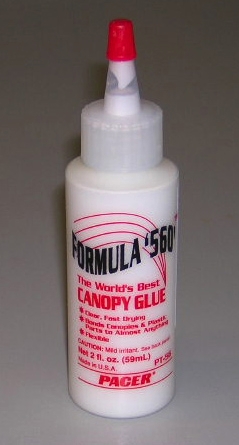 FORMULA '560'
The World's Best
CANOPY GLUE
Clear, Fast Drying
Bonds Canopies & Plastic
Parts to Almost Anything
Flexible
CAUTION: Mild irritant. See back panel
Net 2 fl. oz. (59mL) PT-56
Made in U.S.A.
PACER®